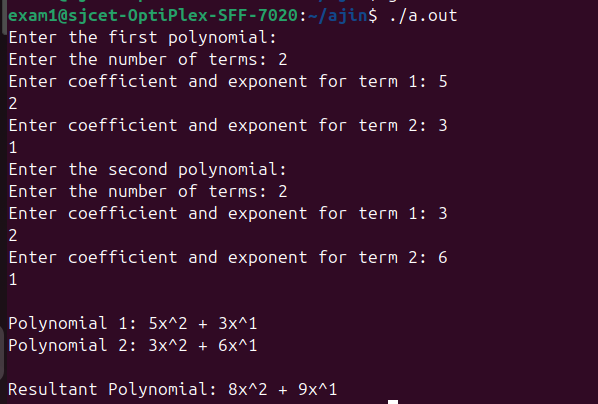 exam1@sjcet-OptiPlex-SFF-7020:~/ajin$ ./a.out
Enter the first polynomial:
Enter the number of terms: 2
Enter coefficient and exponent for term 1: 5
2
Enter coefficient and exponent for term 2: 3
1
Enter the second polynomial:
Enter the number of terms: 2
Enter coefficient and exponent for term 1: 3
2
Enter coefficient and exponent for term 2: 6
1
Polynomial 1: 5x^2 + 3x^1
Polynomial 2: 3x^2 + 6x^1
Resultant Polynomial: 8x^2 + 9x^1